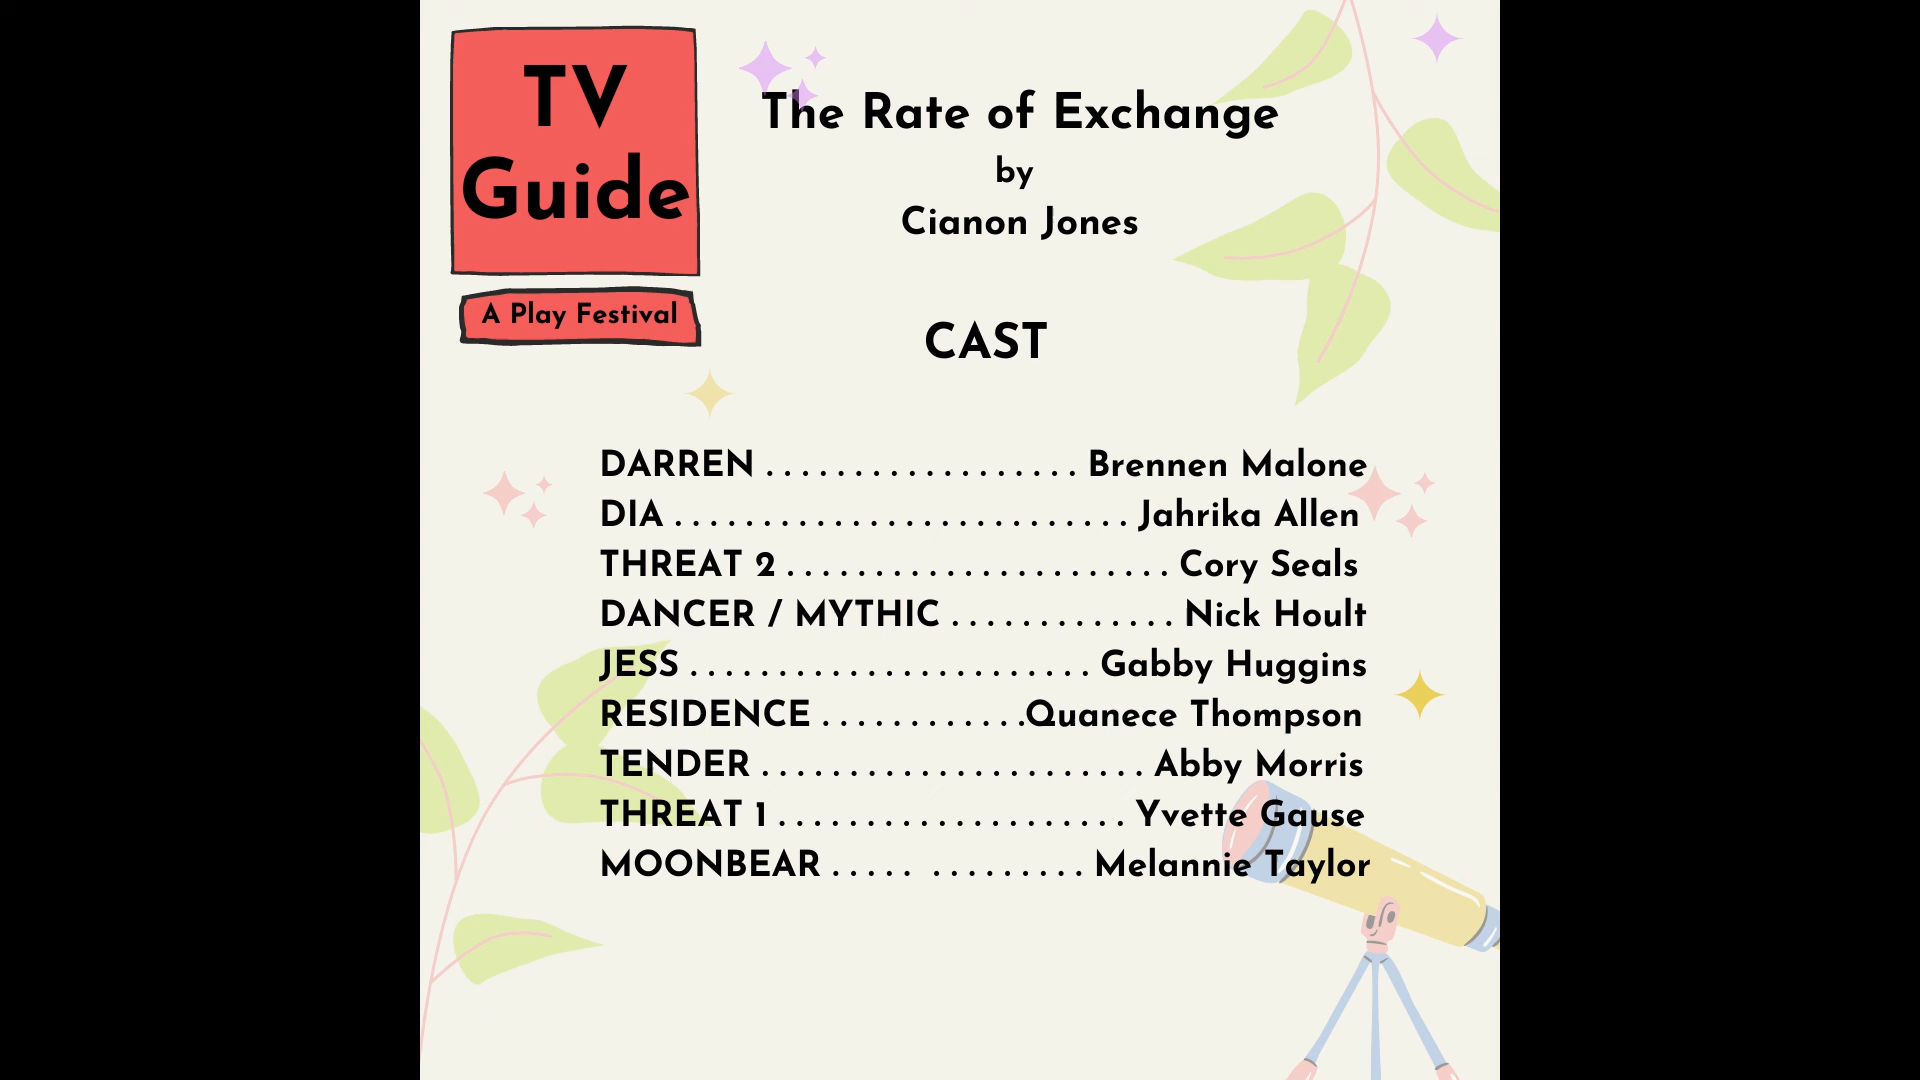 TV
Guide
A Play Festival
The Rate of Exchange
by
Cianon Jones
CAST
DARREN . . . . . . . . . . . . . . . . . . Brennen Malone
DIA . . . . . . . . . . . . . . . . . . . . . . . . . . Jahrika Allen
THREAT 2 . . . . . . . . . . . . . . . . . . . . . . Cory Seals
DANCER / MYTHIC . . . . . . . . . . . . . Nick Hoult
JESS . . . . . . . . . . . . . . . . . . . . . . . Gabby Huggins
RESIDENCE . . . . . . . . . . . .Quanece Thompson
TENDER . . . . . . . . . . . . . . . . . . . . . . Abby Morris
THREAT 1 . . . . . . . . . . . . . . . . . . . . Yvette Gause
MOONBEAR . . . . .  . . . . . . . . . Melannie Taylor